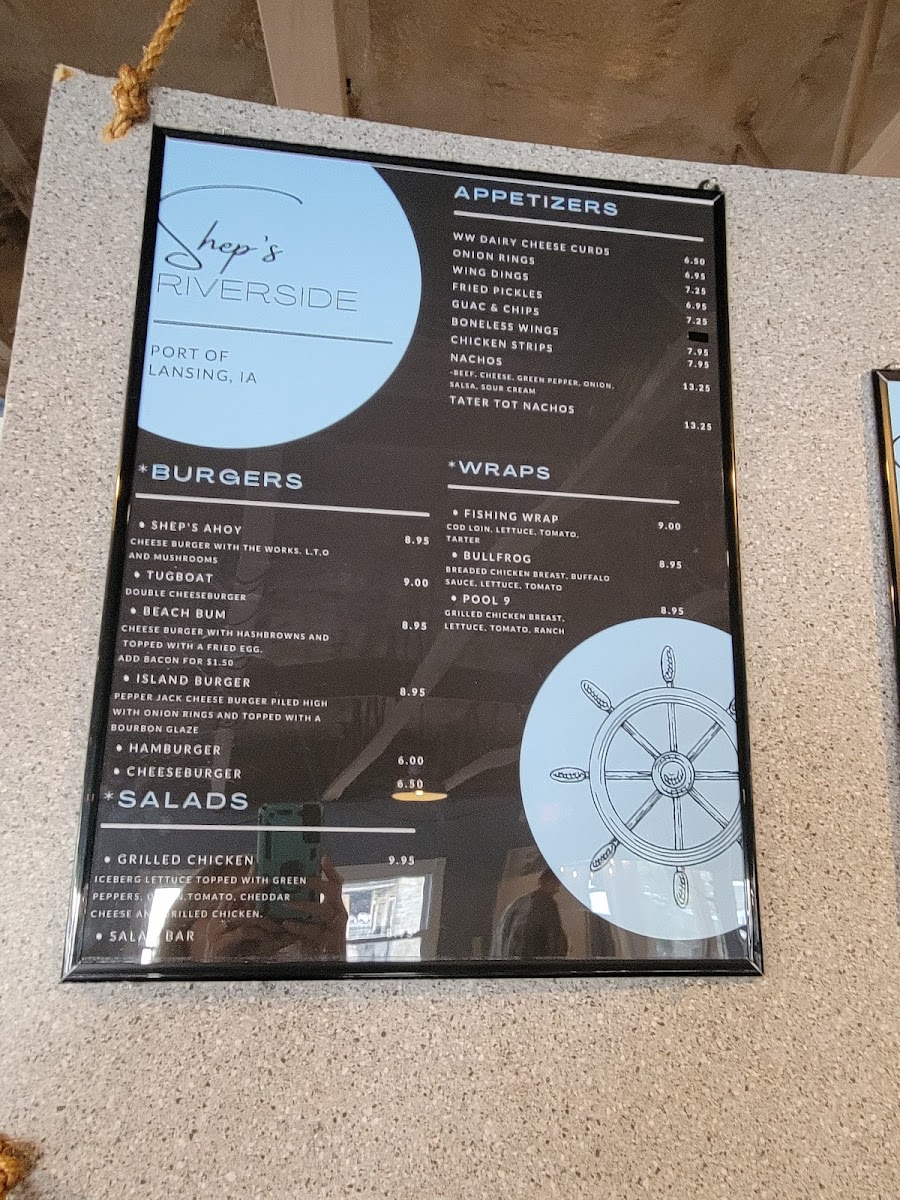 Shep's
RIVERSIDE
PORT OF
LANSING, IA
APPETIZERS
WW DAIRY CHEESE CURDS 6.50
ONION RINGS 6.95
WING DINGS 7.25
FRIED PICKLES 6.95
GUAC & CHIPS 7.25
BONELESS WINGS
CHICKEN STRIPS 7.95
NACHOS 7.95
-BEEF, CHEESE, GREEN PEPPER, ONION,
SALSA, SOUR CREAM 13.25
TATER TOT NACHOS
13.25
*BURGERS
• SHEP'S AHOY 8.95
CHEESE BURGER WITH THE WORKS. L,T,O
AND MUSHROOMS
• TUGBOAT 9.00
DOUBLE CHEESEBURGER
• BEACH BUM 8.95
CHEESE BURGER WITH HASHBROWNS AND
TOPPED WITH A FRIED EGG.
ADD BACON FOR $1.50
• ISLAND BURGER 8.95
PEPPER JACK CHEESE BURGER PILED HIGH
WITH ONION RINGS AND TOPPED WITH A
BOURBON GLAZE
• HAMBURGER 6.00
• CHEESEBURGER 6.50
*WRAPS
• FISHING WRAP 9.00
COD LOIN, LETTUCE, TOMATO,
TARTER
• BULLFROG 8.95
BREADED CHICKEN BREAST, BUFFALO
SAUCE, LETTUCE, TOMATO
• POOL 9 8.95
GRILLED CHICKEN BREAST,
LETTUCE, TOMATO, RANCH
*SALADS
• GRILLED CHICKEN 9.95
ICEBERG LETTUCE TOPPED WITH GREEN
PEPPERS, ONION, TOMATO, CHEDDAR
CHEESE AND GRILLED CHICKEN.
• SALAD BAR